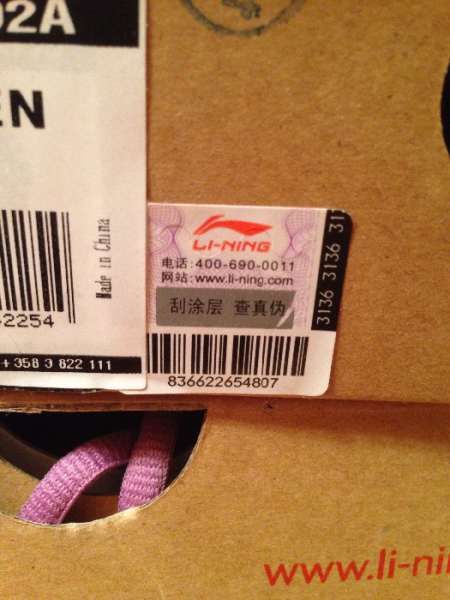 02A
EN
2254
Made in China
+ 358 3 822 111
LI-NING
电话:400-690-0011
网站:www.li-ning.com
刮涂层 查真伪
836622654807
3136 3136 31
www.li-nin